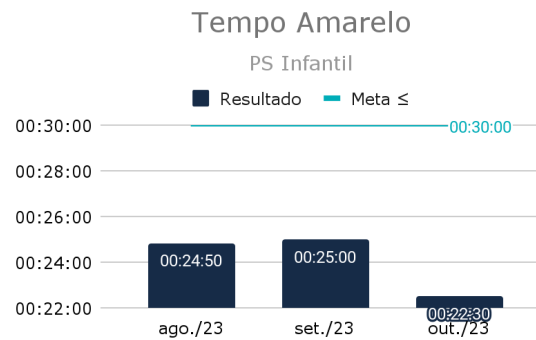 Tempo Amarelo
PS Infantil
Resultado Meta ≤
00:30:00
00:30:00
00:28:00
00:26:00
00:24:00
00:22:00
00:24:50
00:25:00
00:22:30
ago./23 set./23 out./23